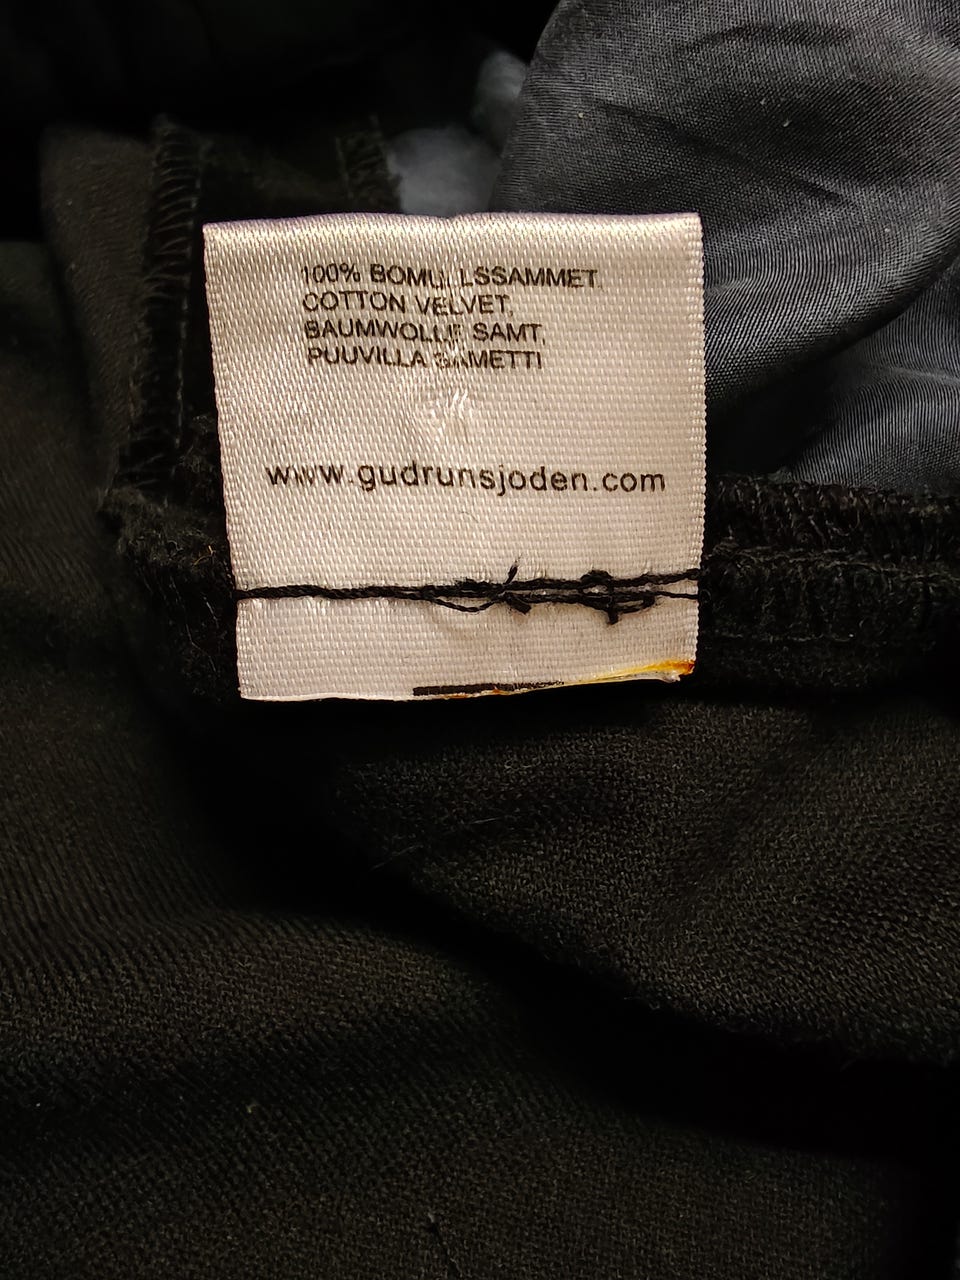 100% BOMULLSSAMMET,
COTTON VELVET,
BAUMWOLLE SAMT,
PUUVILLA SAMETTI
www.gudrunsjoden.com